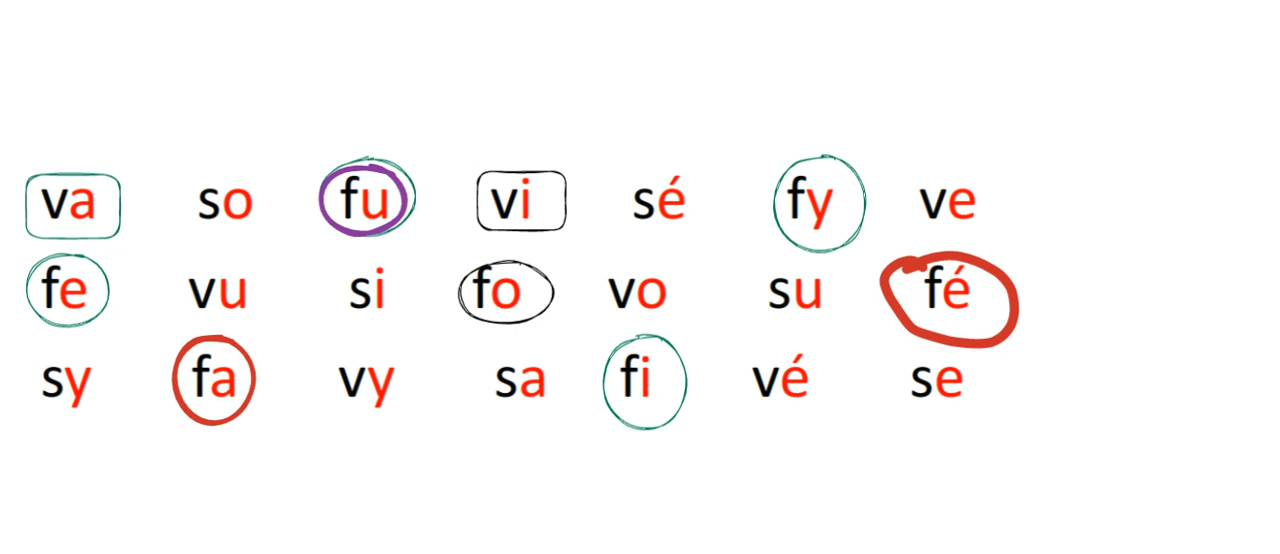 va so fu vi sé fy ve
fe vu si fo vo su fé
sy fa vy sa fi vé se